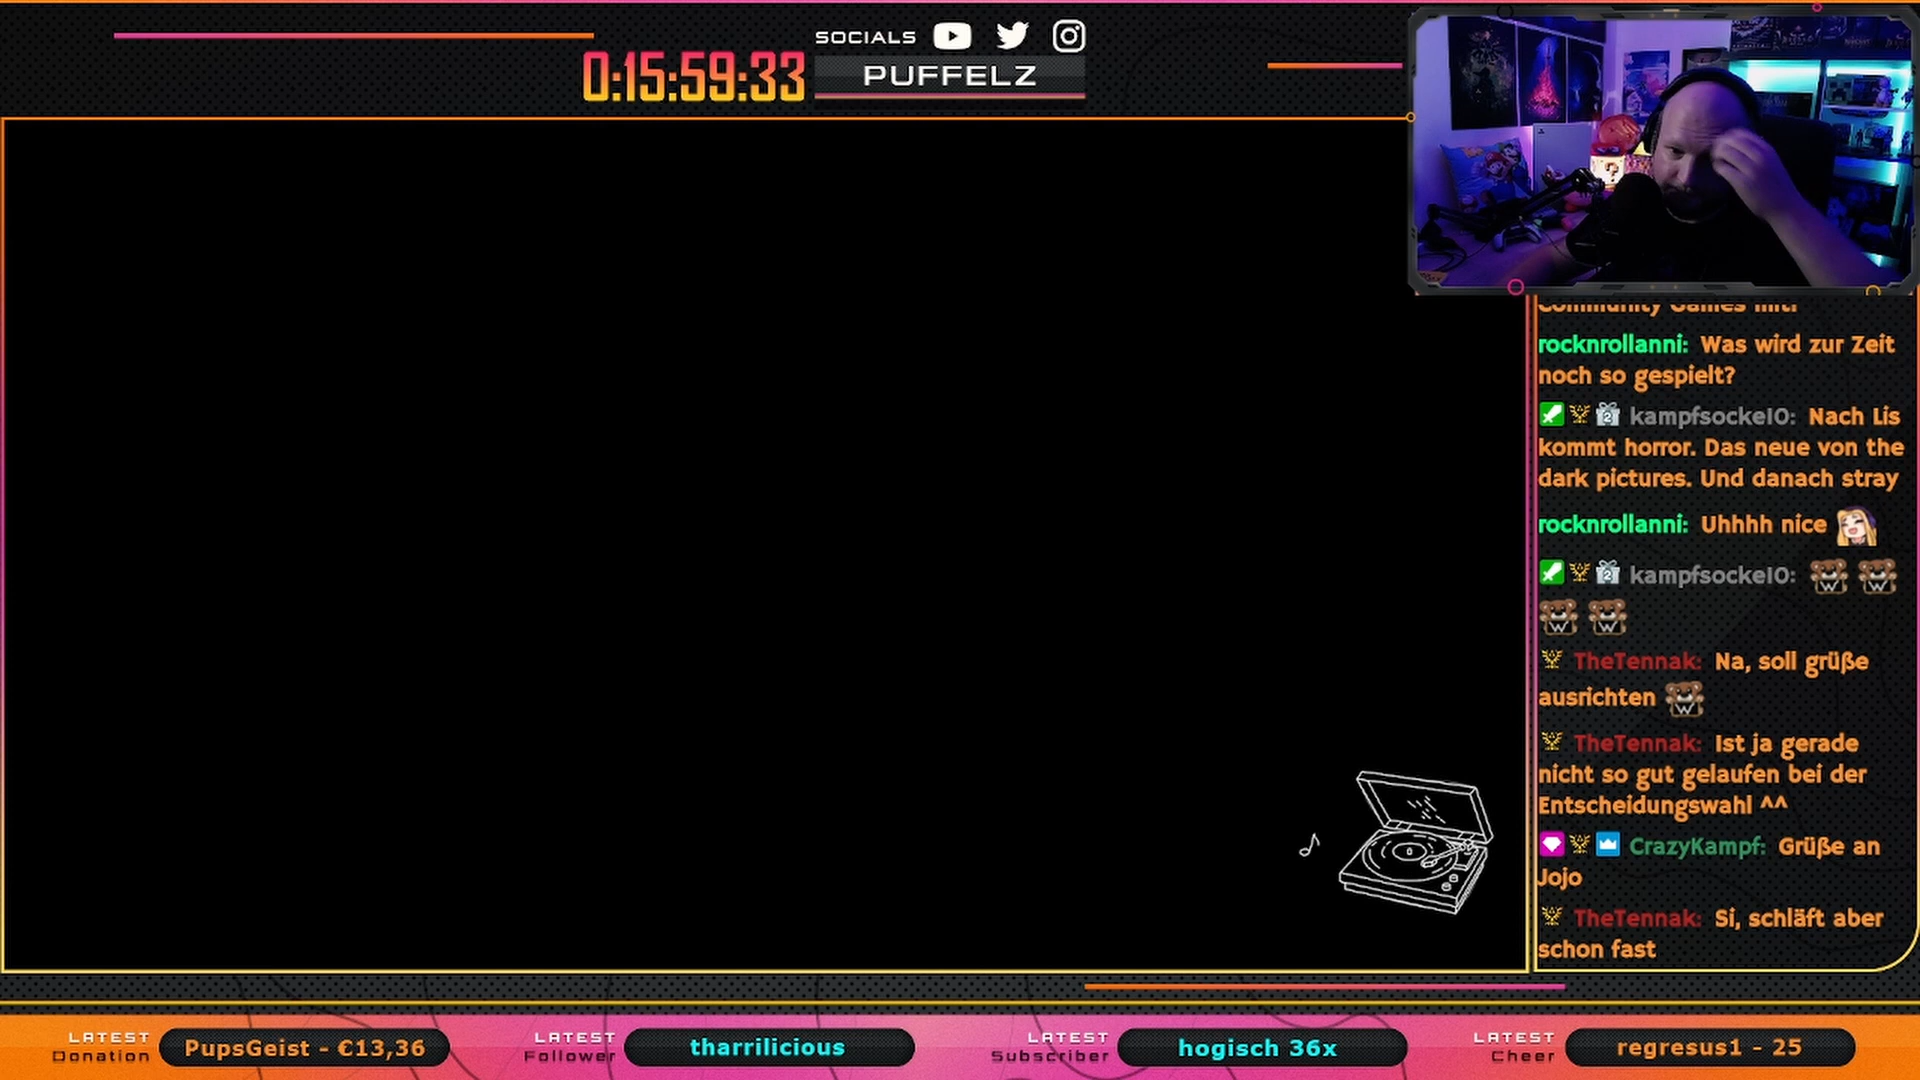 SOCIALS
0:15:59:33
PUFFELZ
Community Games mit!
rocknrollanni: Was wird zur Zeit
noch so gespielt?
kampfsocke10: Nach Lis
kommt horror. Das neue von the
dark pictures. Und danach stray
rocknrollanni: Uhhhh nice
kampfsocke10:
TheTennak: Na, soll grüße
ausrichten
TheTennak: Ist ja gerade
nicht so gut gelaufen bei der
Entscheidungswahl ^^
CrazyKampf: Grüße an
Jojo
TheTennak: Si, schläft aber
schon fast
LATEST
Donation
PupsGeist - €13,36
LATEST
Follower
tharrilicious
LATEST
Subscriber
hogisch 36x
LATEST
Cheer
regresus1 - 25